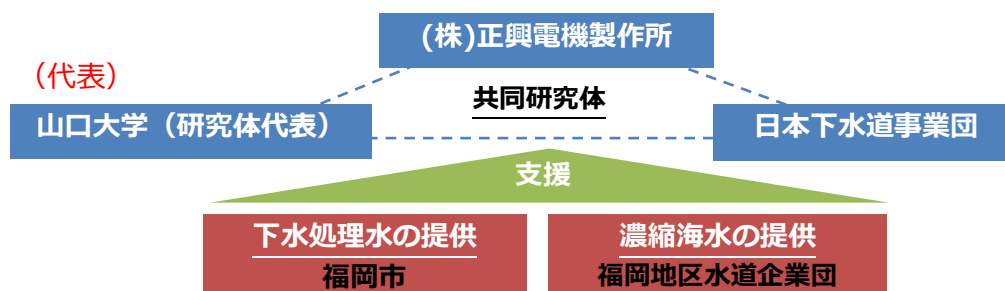 (株)正興電機製作所
（代表）
共同研究体
山口大学（研究体代表）
日本下水道事業団
支援
下水処理水の提供
福岡市
濃縮海水の提供
福岡地区水道企業団